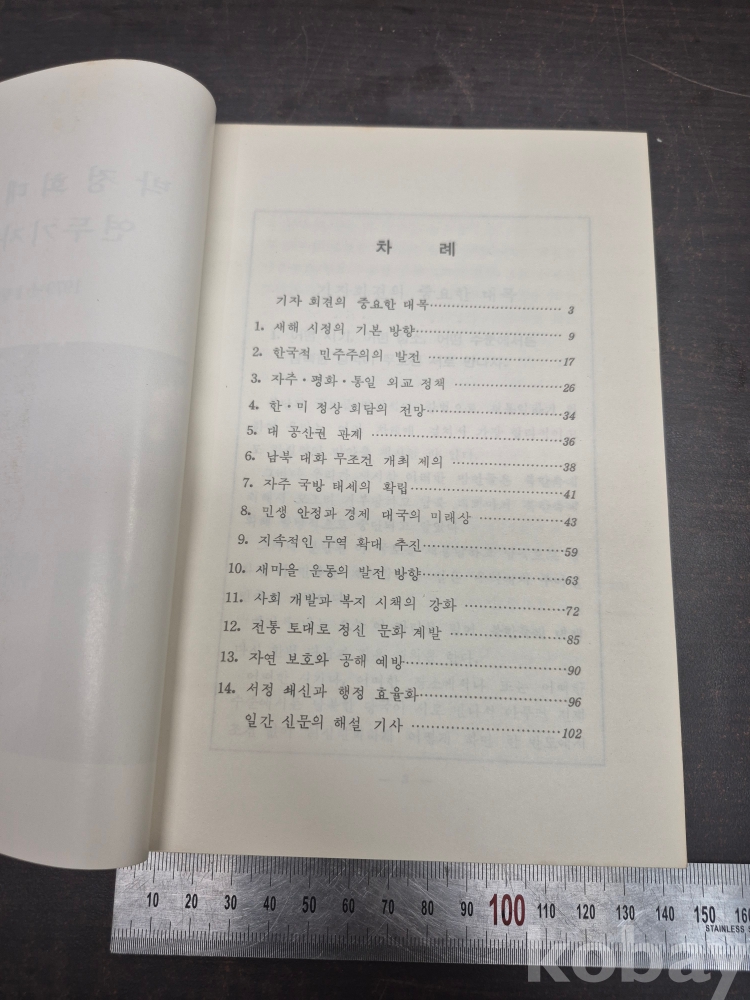 차 례
기자 회견의 중요한 대목 3
1. 새해 시정의 기본 방향 9
2. 한국적 민주주의의 발전 17
3. 자주·평화·통일 외교 정책 26
4. 한·미 정상 회담의 전망 34
5. 대 공산권 관계 36
6. 남북 대화 무조건 개최 제의 38
7. 자주 국방 태세의 확립 41
8. 민생 안정과 경제 대국의 미래상 43
9. 지속적인 무역 확대 추진 59
10. 새마을 운동의 발전 방향 63
11. 사회 개발과 복지 시책의 강화 72
12. 전통 토대로 정신 문화 계발 85
13. 자연 보호와 공해 예방 90
14. 서정 쇄신과 행정 효율화 96
일간 신문의 해설 기사 102
10 20 30 40 50 60 70 80 90 100 110 120 130 140 150 160
STAINLESS
kobay